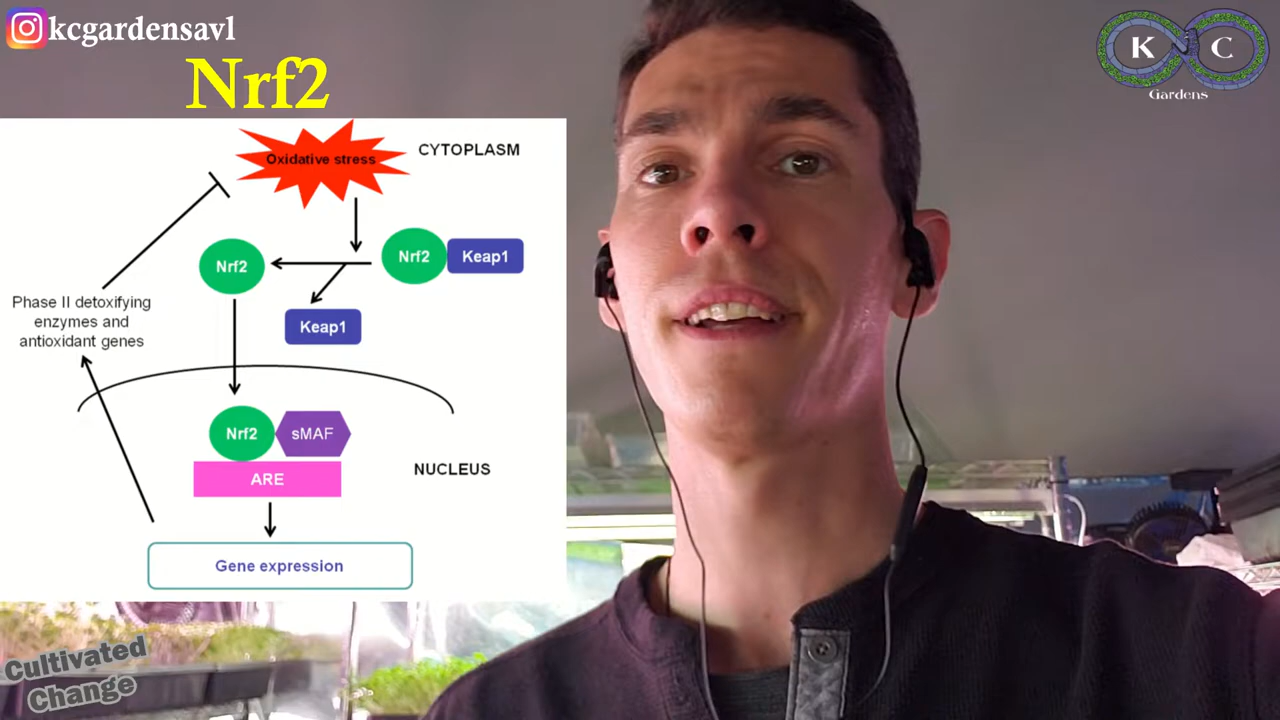 kcgardensavl
Nrf2
K C
Gardens
Oxidative stress
CYTOPLASM
Nrf2
Nrf2
Keap1
Keap1
Phase II detoxifying
enzymes and
antioxidant genes
Nrf2
sMAF
ARE
NUCLEUS
Gene expression
Cultivated
Change